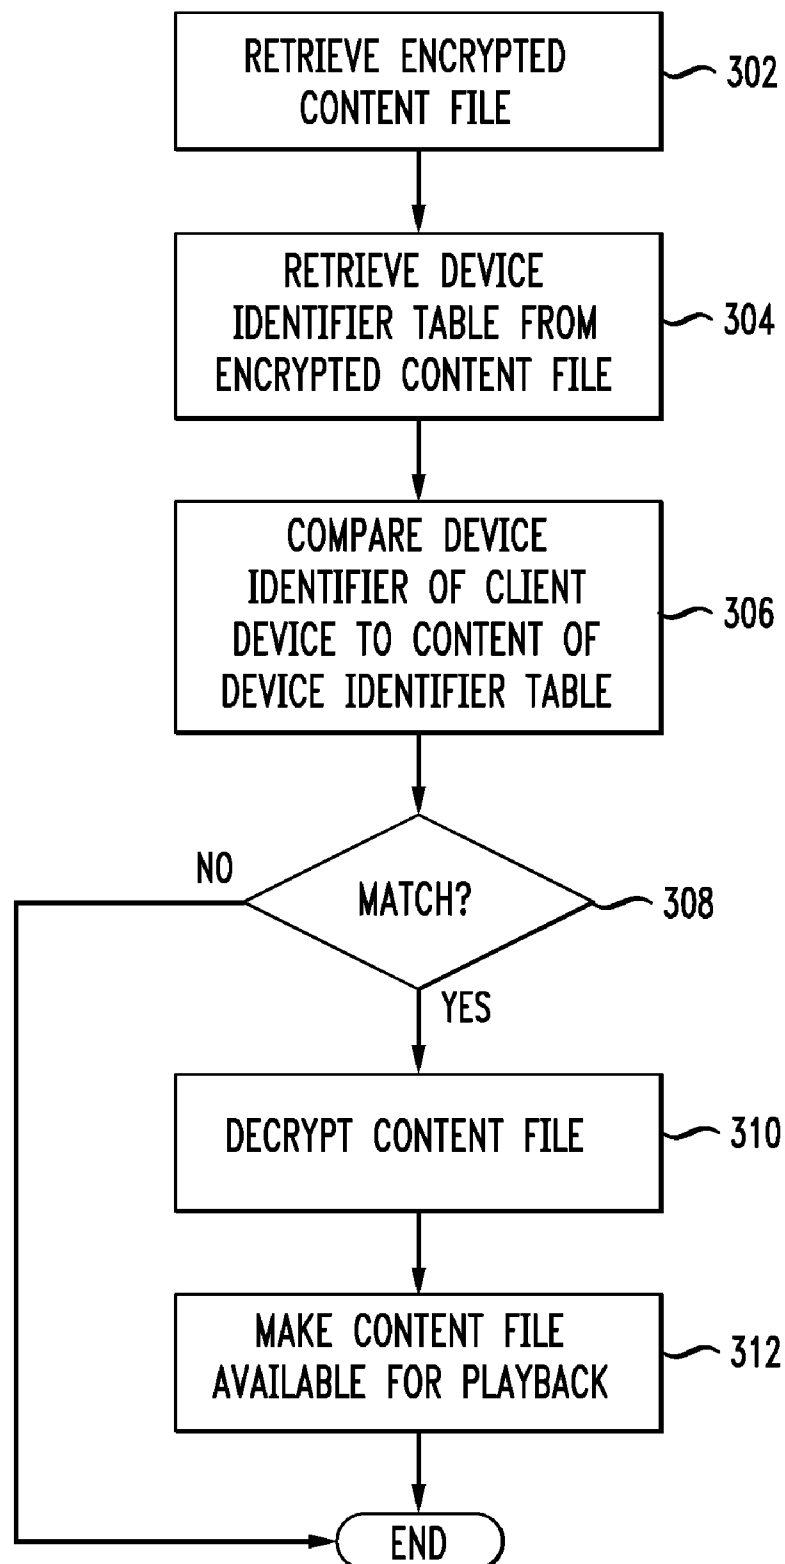 RETRIEVE ENCRYPTED
CONTENT FILE
302
RETRIEVE DEVICE
IDENTIFIER TABLE FROM
ENCRYPTED CONTENT FILE
304
COMPARE DEVICE
IDENTIFIER OF CLIENT
DEVICE TO CONTENT OF
DEVICE IDENTIFIER TABLE
306
NO
MATCH?
308
YES
DECRYPT CONTENT FILE
310
MAKE CONTENT FILE
AVAILABLE FOR PLAYBACK
312
END